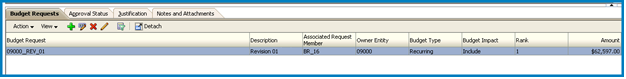 Budget Requests Approval Status Justification Notes and Attachments
Action View Detach
Budget Request Description Associated Request Member Owner Entity Budget Type Budget Impact Rank Amount
09000_REV_01 Revision 01 BR_16 09000 Recurring Include 1 $62,597.00